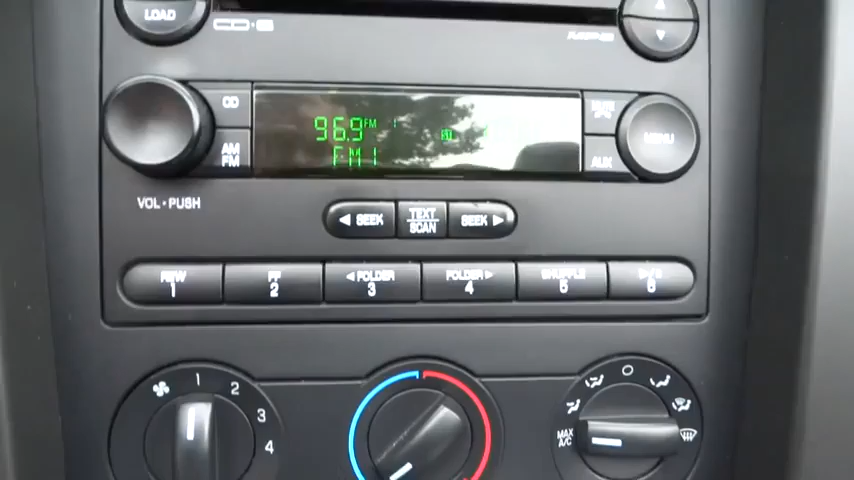 LOAD
CD
AM
FM
96.9 FM
FM1
MENU
AUX
VOL • PUSH
◄ SEEK
TEXT
SCAN
SEEK ►
REW
1
FF
2
◄ FOLDER
3
FOLDER ►
4
SHUFFLE
5
6
1
2
3
4
MAX
A/C